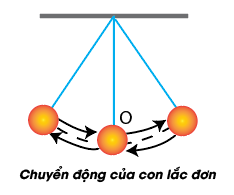 O
Chuyển động của con lắc đơn